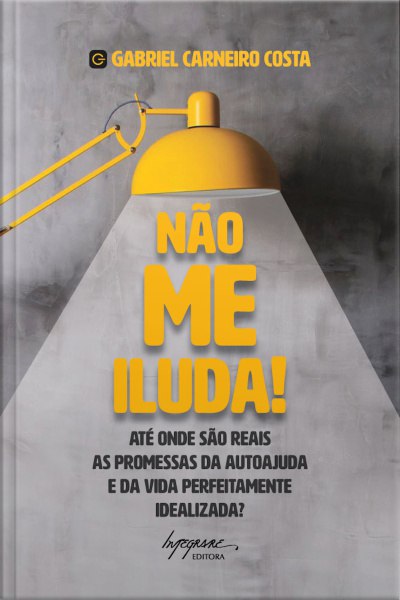 GABRIEL CARNEIRO COSTA
NÃO
ME
ILUDA!
ATÉ ONDE SÃO REAIS
AS PROMESSAS DA AUTOAJUDA
E DA VIDA PERFEITAMENTE
IDEALIZADA?
INTEGRARE
EDITORA